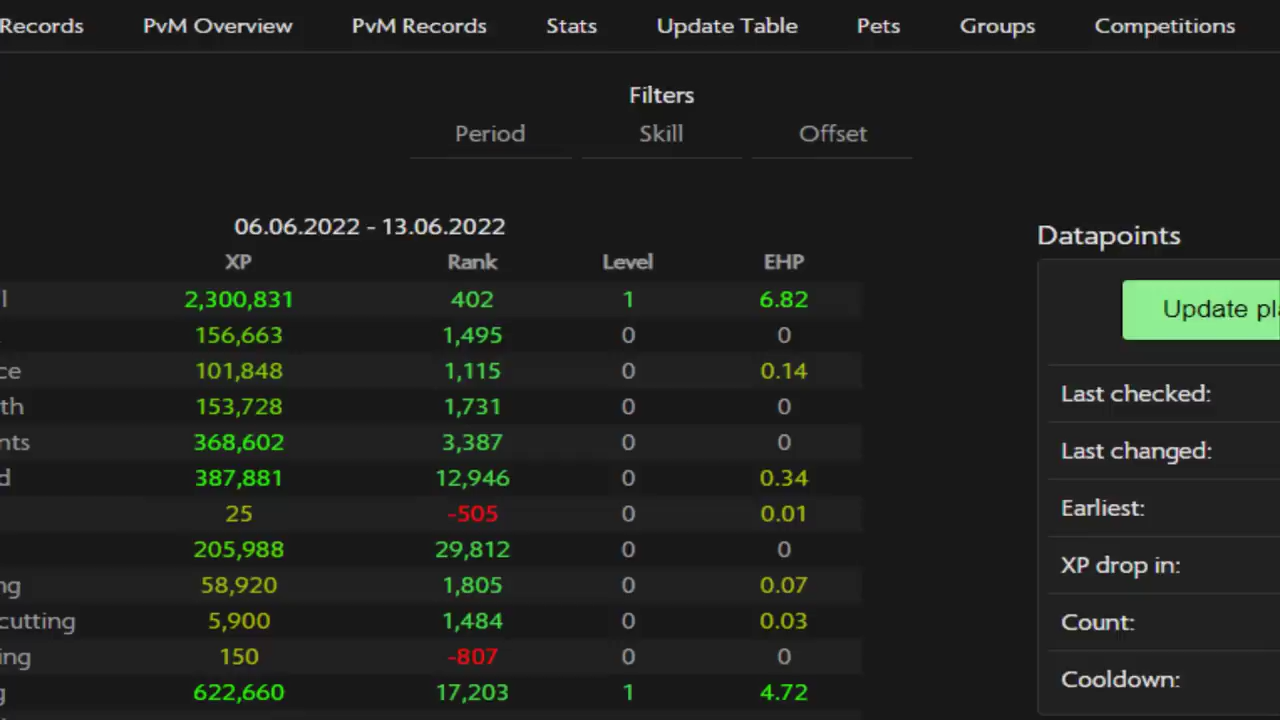 Records PvM Overview PvM Records Stats Update Table Pets Groups Competitions
Filters
Period Skill Offset
06.06.2022 - 13.06.2022
XP Rank Level EHP
l 2,300,831 402 1 6.82
156,663 1,495 0 0
ce 101,848 1,115 0 0.14
th 153,728 1,731 0 0
nts 368,602 3,387 0 0
d 387,881 12,946 0 0.34
25 -505 0 0.01
205,988 29,812 0 0
ng 58,920 1,805 0 0.07
cutting 5,900 1,484 0 0.03
ing 150 -807 0 0
g 622,660 17,203 1 4.72
Datapoints
Update pla
Last checked:
Last changed:
Earliest:
XP drop in:
Count:
Cooldown: